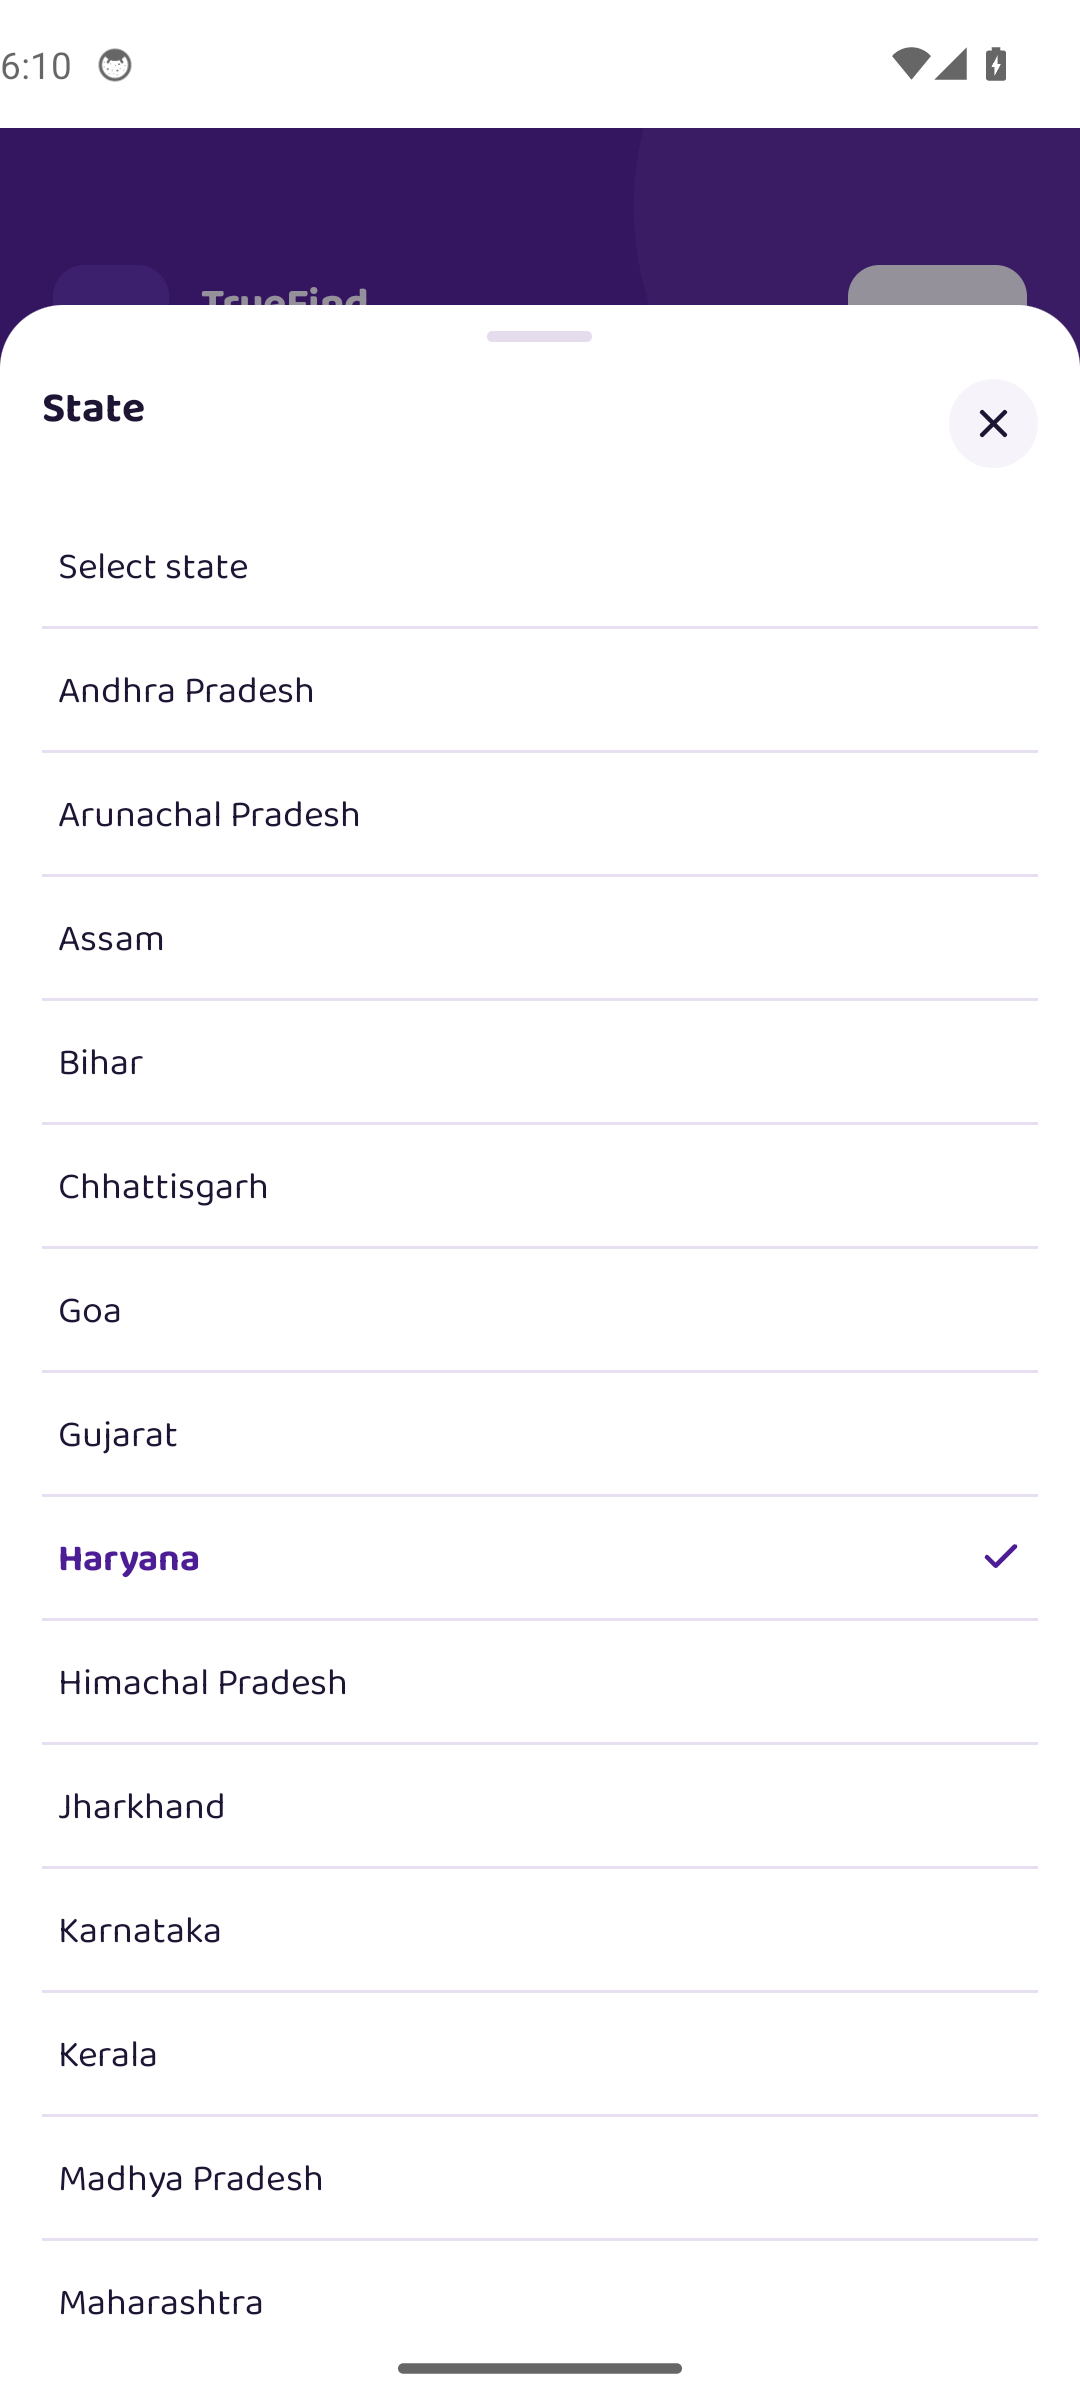 6:10
TrueFind
State
Select state
Andhra Pradesh
Arunachal Pradesh
Assam
Bihar
Chhattisgarh
Goa
Gujarat
Haryana
Himachal Pradesh
Jharkhand
Karnataka
Kerala
Madhya Pradesh
Maharashtra